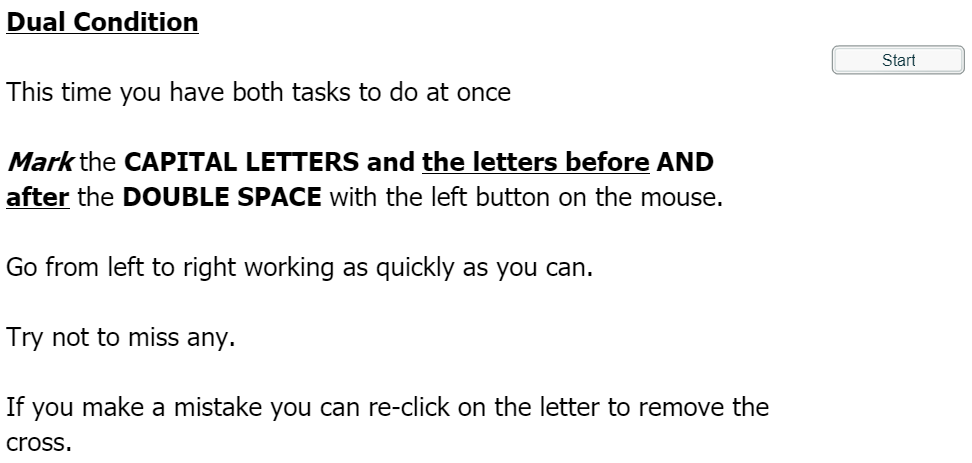 Dual Condition
Start
This time you have both tasks to do at once
Mark the CAPITAL LETTERS and the letters before AND
after the DOUBLE SPACE with the left button on the mouse.
Go from left to right working as quickly as you can.
Try not to miss any.
If you make a mistake you can re-click on the letter to remove the
cross.